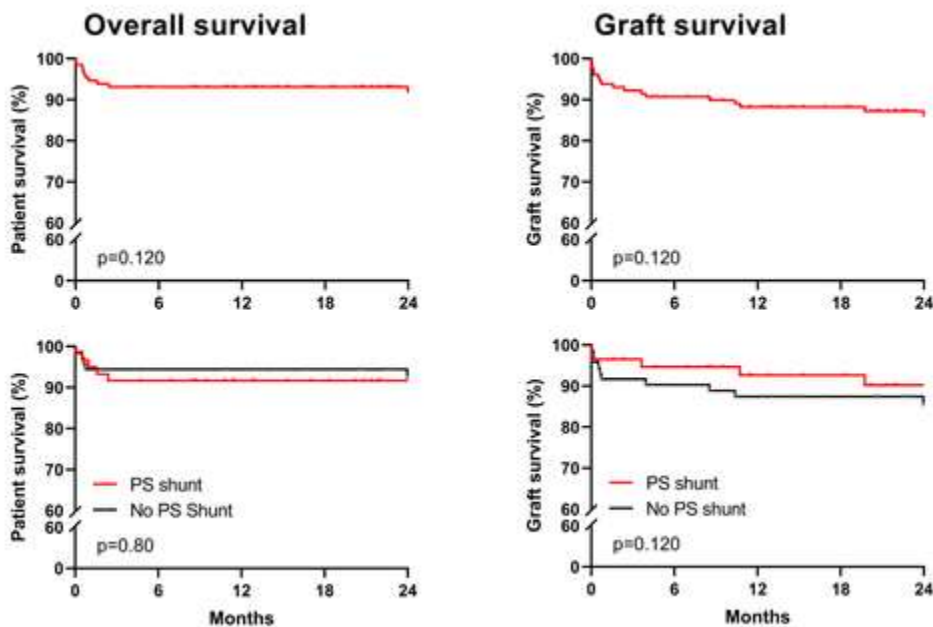 Overall survival
Graft survival
Patient survival (%)
100
90
80
70
60
60
0
p=0.120
0 6 12 18 24
Graft survival (%)
100
90
80
70
60
60
0
p=0.120
0 6 12 18 24
Patient survival (%)
100
90
80
70
60
60
0
PS shunt
No PS Shunt
p=0.80
0 6 12 18 24
Months
Graft survival (%)
100
90
80
70
60
60
0
PS shunt
No PS shunt
p=0.120
0 6 12 18 24
Months